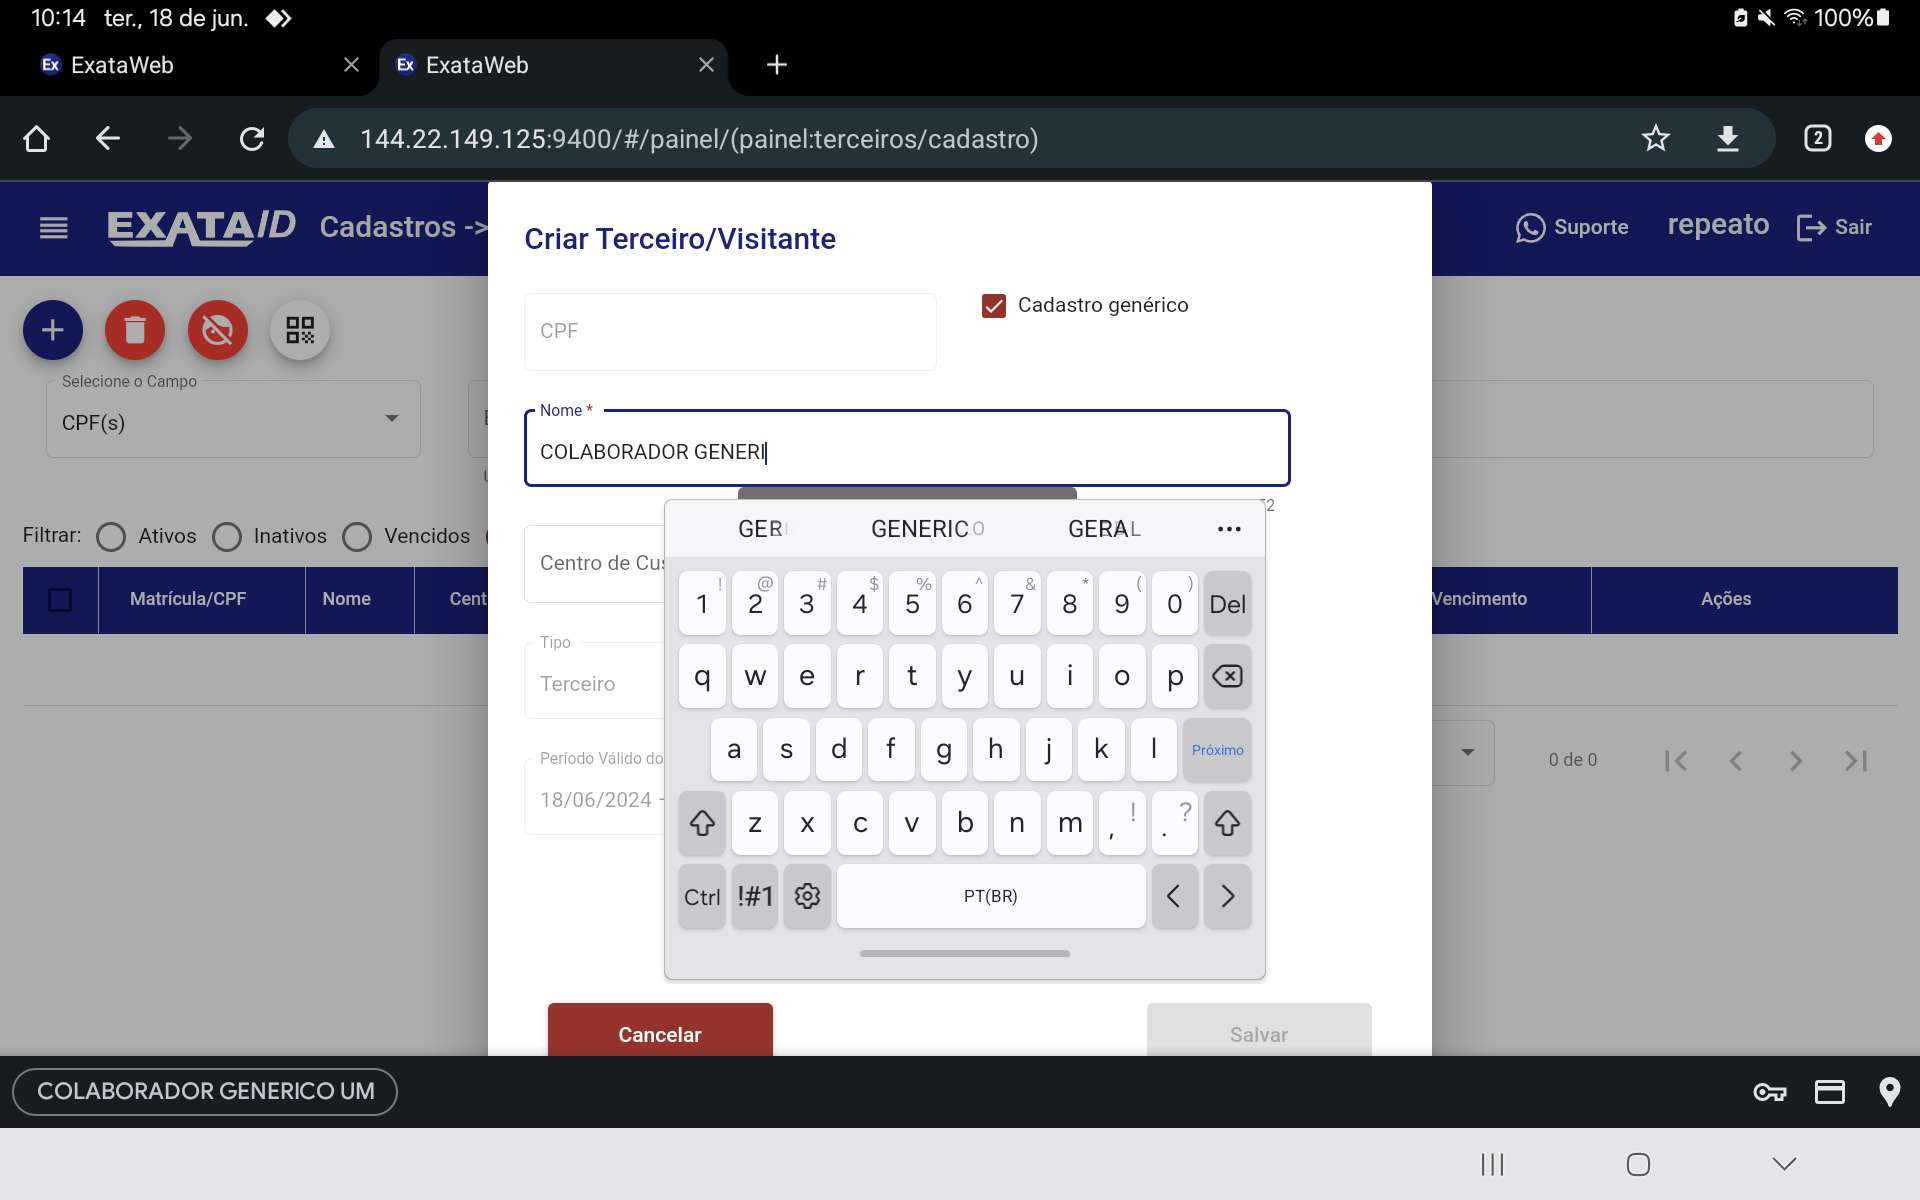 10:14 ter., 18 de jun. 100%
Ex ExataWeb Ex ExataWeb
144.22.149.125:9400/#/painel/(painel:terceiros/cadastro) 2
EXATA/D Cadastros -> Suporte repeato Sair
Criar Terceiro/Visitante
CPF Cadastro genérico
Selecione o Campo
CPF(s)
Nome *
COLABORADOR GENERI
GENERICO GERAL
Filtrar: Ativos Inativos Vencidos
Centro de Cus
Matrícula/CPF Nome Cent Vencimento Ações
Tipo
Terceiro
Período Válido do
18/06/2024 -
0 de 0
! @ # $ % ^ & * ( )
1 2 3 4 5 6 7 8 9 0 Del
q w e r t y u i o p
a s d f g h j k l Próximo
z x c v b n m , ! . ?
Ctrl !#1 PT(BR) < >
Cancelar Salvar
COLABORADOR GENERICO UM